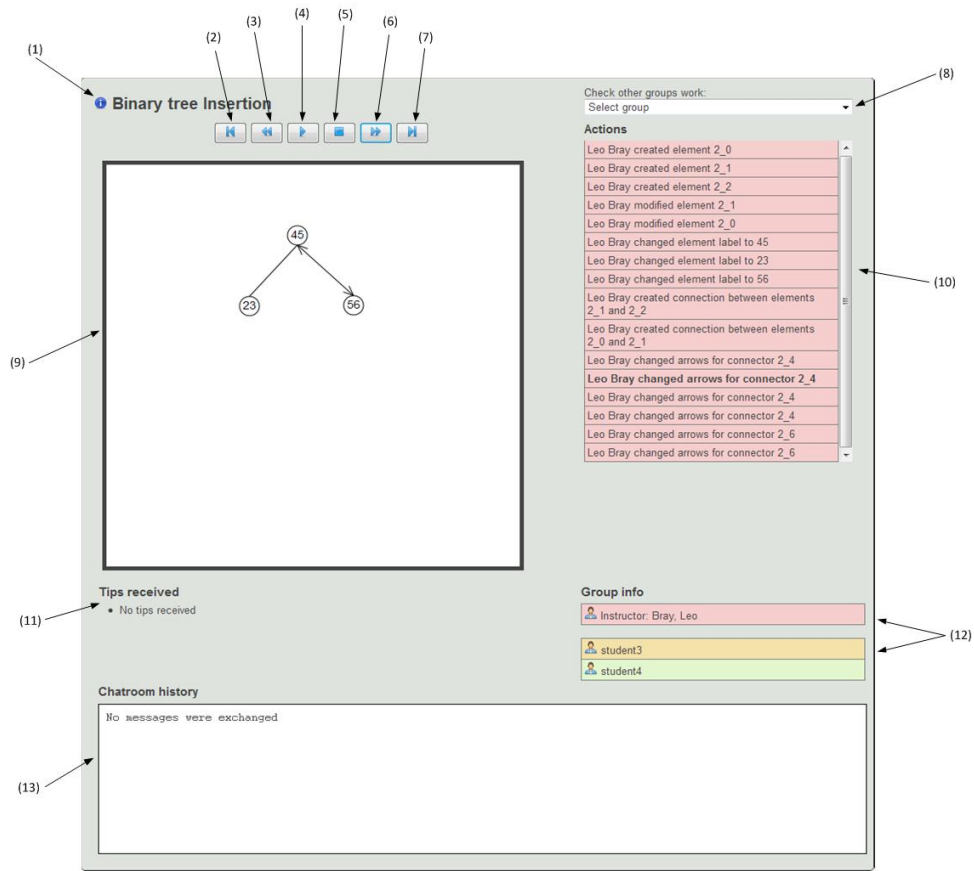 (1)
(2)
(3)
(4)
(5)
(6)
(7)
(8)
Binary tree Insertion
Check other groups work:
Select group
Actions
Leo Bray created element 2_0
Leo Bray created element 2_1
Leo Bray created element 2_2
Leo Bray modified element 2_1
Leo Bray modified element 2_0
Leo Bray changed element label to 45
Leo Bray changed element label to 23
Leo Bray changed element label to 56
Leo Bray created connection between elements
2_1 and 2_2
Leo Bray created connection between elements
2_0 and 2_1
Leo Bray changed arrows for connector 2_4
Leo Bray changed arrows for connector 2_4
Leo Bray changed arrows for connector 2_4
Leo Bray changed arrows for connector 2_4
Leo Bray changed arrows for connector 2_6
Leo Bray changed arrows for connector 2_6
(10)
45
23
56
(9)
Tips received
No tips received
(11)
Group info
Instructor: Bray, Leo
student3
student4
(12)
Chatroom history
No messages were exchanged
(13)